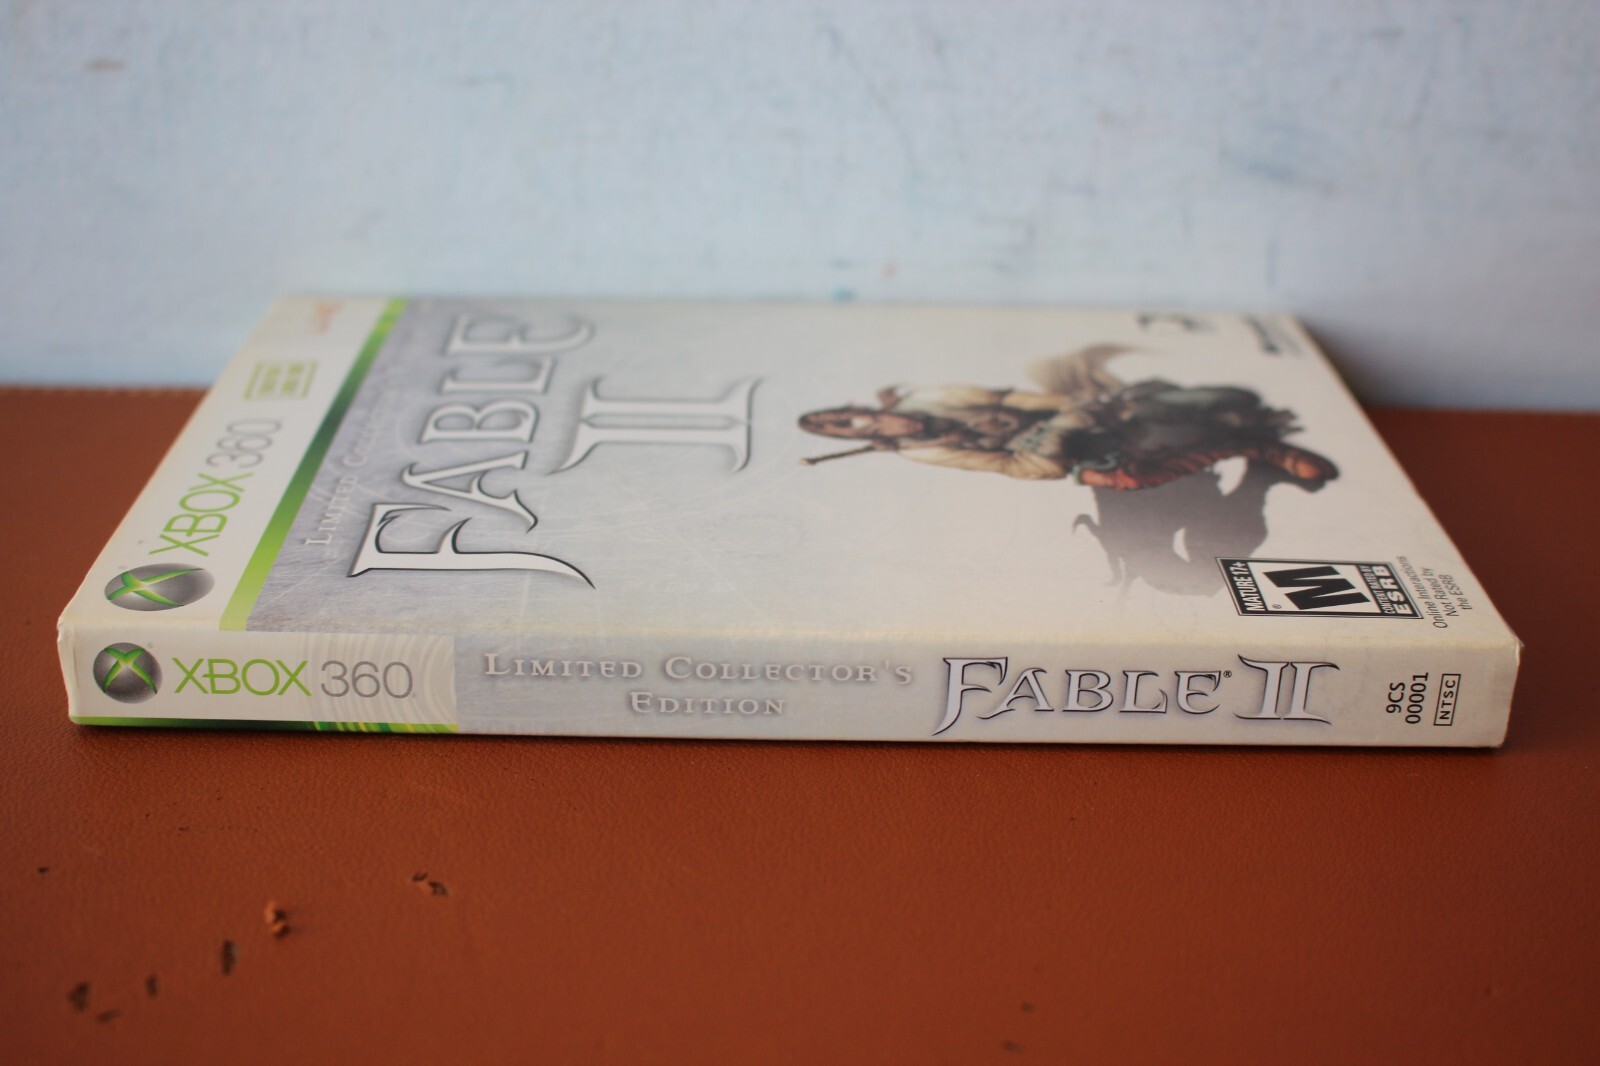 XBOX 360
LIMITED COLLECTOR'S
FABLE
II
MATURE 17+
M
®
CONTENT RATED BY
ESRB
Online Interactions
Not Rated by
the ESRB
XBOX 360
LIMITED COLLECTOR'S
EDITION
FABLE® II
9CS
00001
NTSC